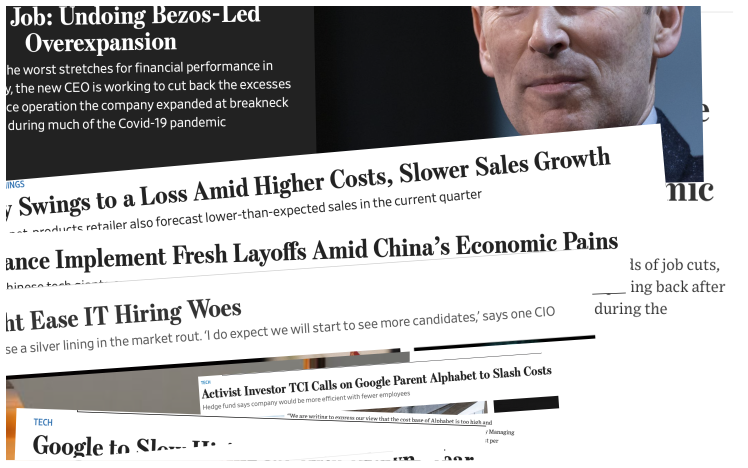 Job: Undoing Bezos-Led
Overexpansion
he worst stretches for financial performance in
the new CEO is working to cut back the excesses
ce operation the company expanded at breakneck
during much of the Covid-19 pandemic
INGS
Swings to a Loss Amid Higher Costs, Slower Sales Growth
products retailer also forecast lower-than-expected sales in the current quarter
ance Implement Fresh Layoffs Amid China's Economic Pains
ht Ease IT Hiring Woes
se a silver lining in the market rout. 'I do expect we will start to see more candidates,' says one CIO
mic
ls of job cuts,
ing back after
during the
TECH
Activist Investor TCI Calls on Google Parent Alphabet to Slash Costs
Hedge fund says company would be more efficient with fewer employees
"We are writing to express our view that the cost base of Alphabet is too high and
Managing
per
TECH
Google to Slow